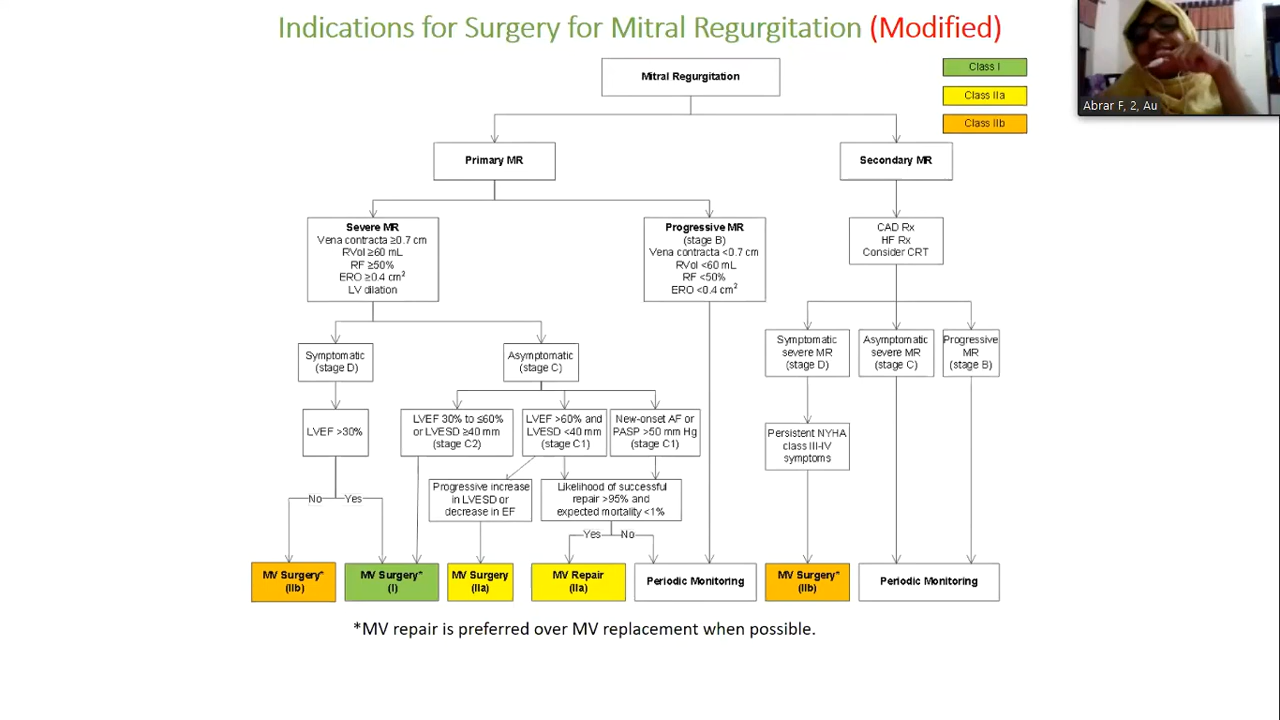 Indications for Surgery for Mitral Regurgitation (Modified)
Class I
Class IIa
Class IIb
Abrar F, 2, Au
Mitral Regurgitation
Primary MR
Secondary MR
Severe MR
Vena contracta ≥0.7 cm
RVol ≥60 mL
RF ≥50%
ERO ≥0.4 cm²
LV dilation
Progressive MR
(stage B)
Vena contracta <0.7 cm
RVol <60 mL
RF <50%
ERO <0.4 cm²
CAD Rx
HF Rx
Consider CRT
Symptomatic
(stage D)
Asymptomatic
(stage C)
Symptomatic
severe MR
(stage D)
Asymptomatic
severe MR
(stage C)
Progressive
MR
(stage B)
LVEF >30%
LVEF 30% to ≤60%
or LVESD ≥40 mm
(stage C2)
LVEF >60% and
LVESD <40 mm
(stage C1)
New-onset AF or
PASP >50 mm Hg
(stage C1)
Persistent NYHA
class III-IV
symptoms
Progressive increase
in LVESD or
decrease in EF
Likelihood of successful
repair >95% and
expected mortality <1%
No
Yes
Yes
No
MV Surgery*
(IIb)
MV Surgery*
(I)
MV Surgery
(IIa)
MV Repair
(IIa)
Periodic Monitoring
MV Surgery*
(IIb)
Periodic Monitoring
*MV repair is preferred over MV replacement when possible.